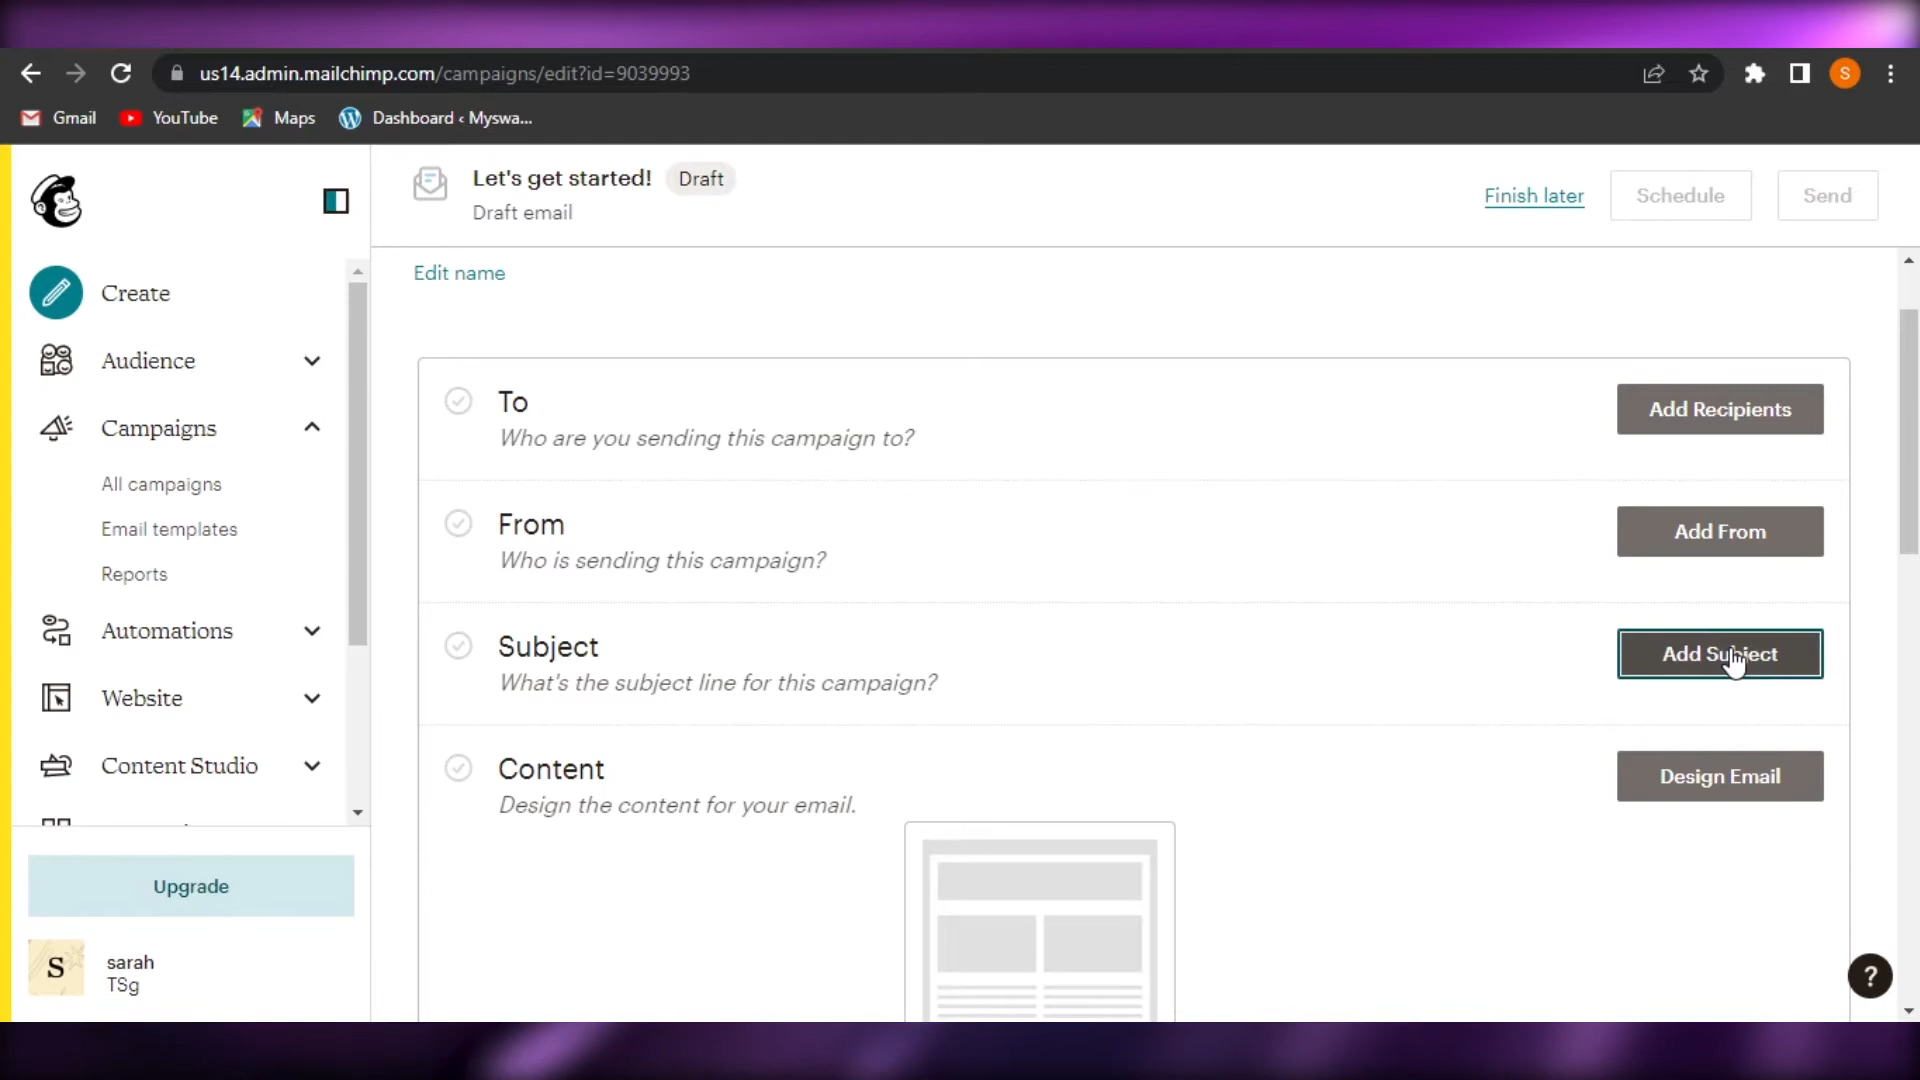 us14.admin.mailchimp.com/campaigns/edit?id=9039993
S
Gmail
YouTube
Maps
Dashboard ‹ Myswa...
Let's get started!
Draft
Draft email
Finish later
Schedule
Send
Create
Audience
Campaigns
All campaigns
Email templates
Reports
Automations
Website
Content Studio
Upgrade
S
sarah
TSg
Edit name
To
Who are you sending this campaign to?
Add Recipients
From
Who is sending this campaign?
Add From
Subject
What's the subject line for this campaign?
Add Subject
Content
Design the content for your email.
Design Email
?